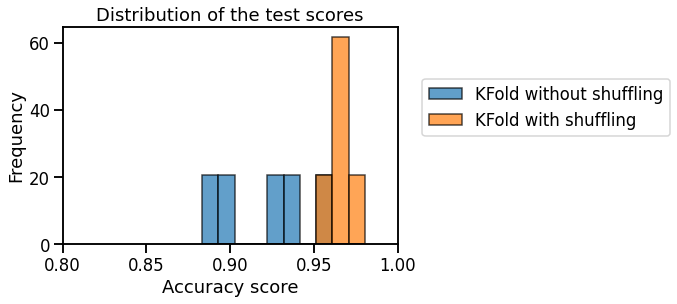 Distribution of the test scores
60
40
20
0
Frequency
0.80 0.85 0.90 0.95 1.00
Accuracy score
KFold without shuffling
KFold with shuffling